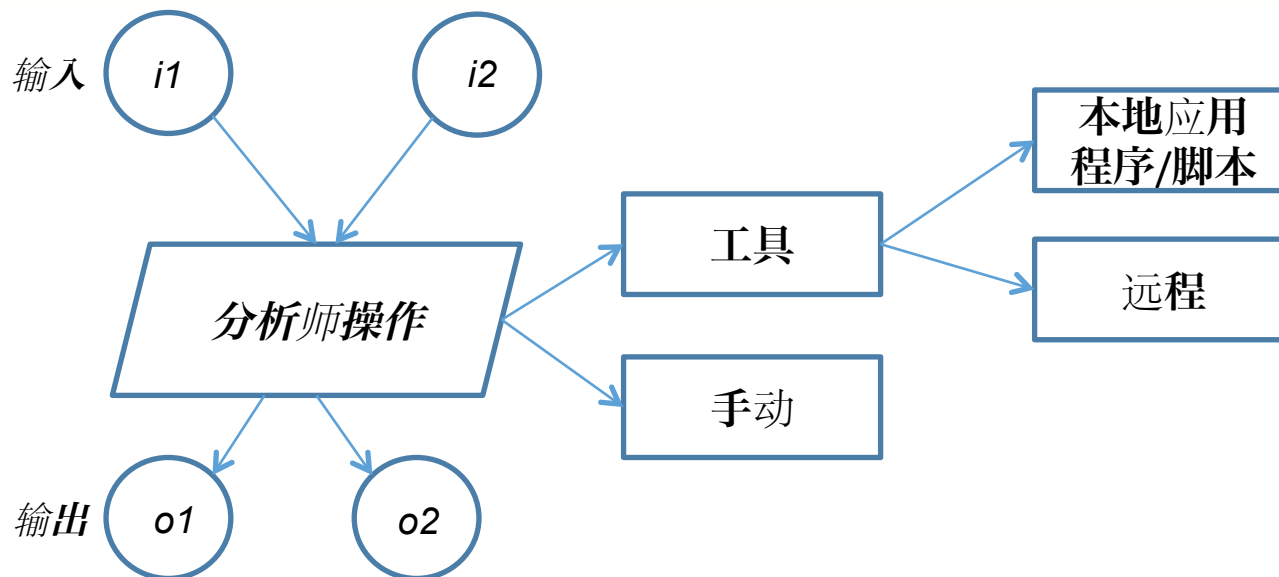 输入
i1
i2
本地应用
程序/脚本
工具
远程
分析师操作
手动
输出
o1
o2